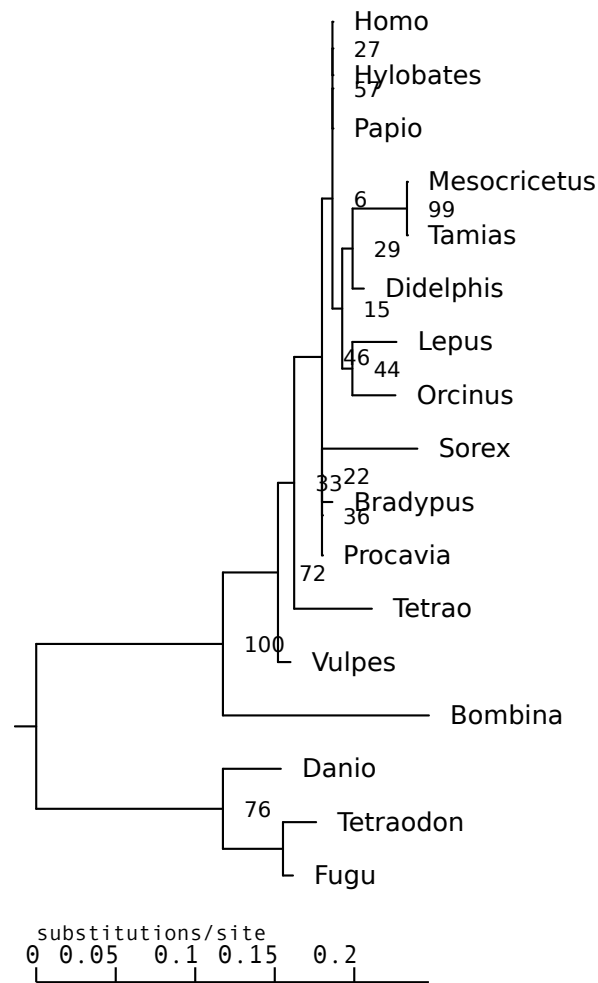 Homo
27
Hylobates
57
Papio
Mesocricetus
6
99
Tamias
29
Didelphis
15
Lepus
46
44
Orcinus
Sorex
22
33
Bradypus
36
Procavia
72
Tetrao
100
Vulpes
Bombina
Danio
76
Tetraodon
Fugu
substitutions/site
0 0.05 0.1 0.15 0.2